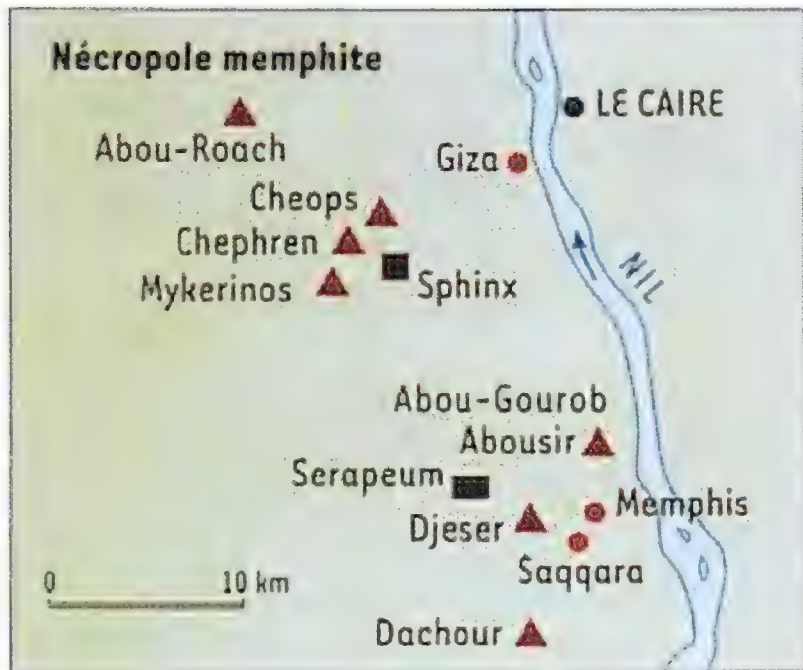 Nécropole memphite
LE CAIRE
Abou-Roach
Giza
Cheops
Chephren
Mykerinos
Sphinx
NIL
Abou-Gourob
Abousir
Serapeum
Memphis
Djeser
Saqqara
0 10 km
Dachour